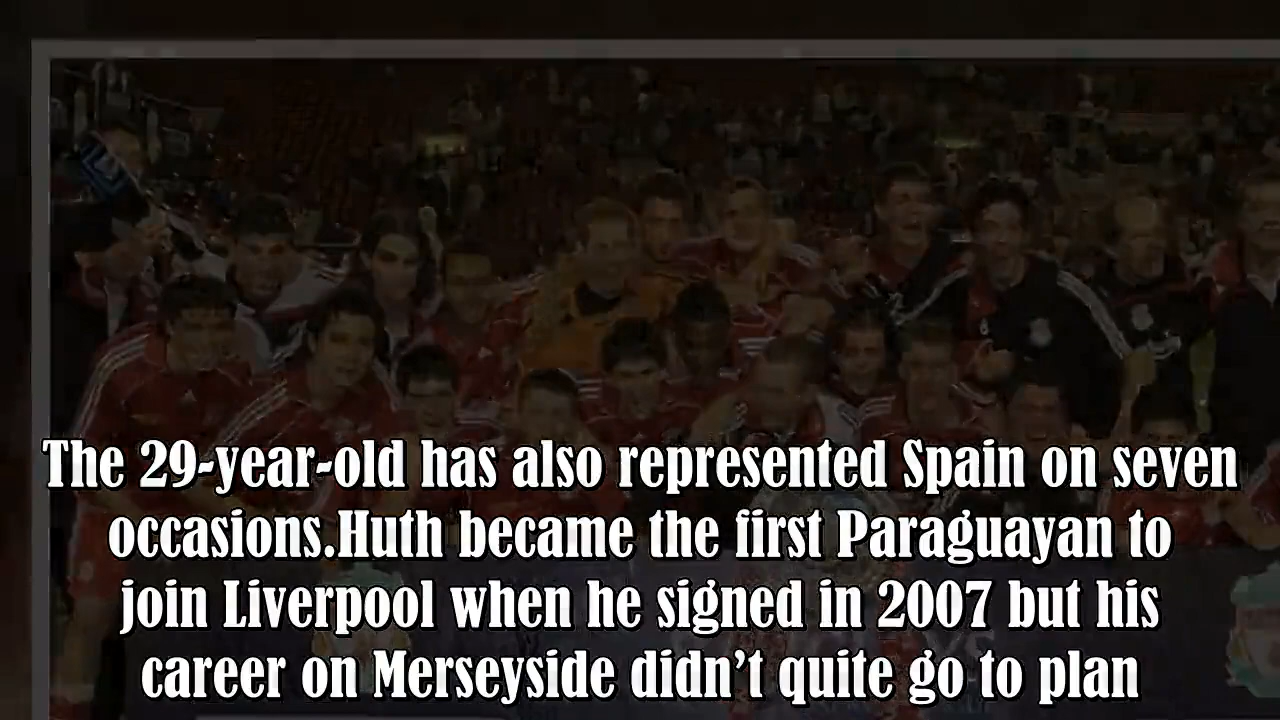 The 29-year-old has also represented Spain on seven
occasions.Huth became the first Paraguayan to
join Liverpool when he signed in 2007 but his
career on Merseyside didn’t quite go to plan